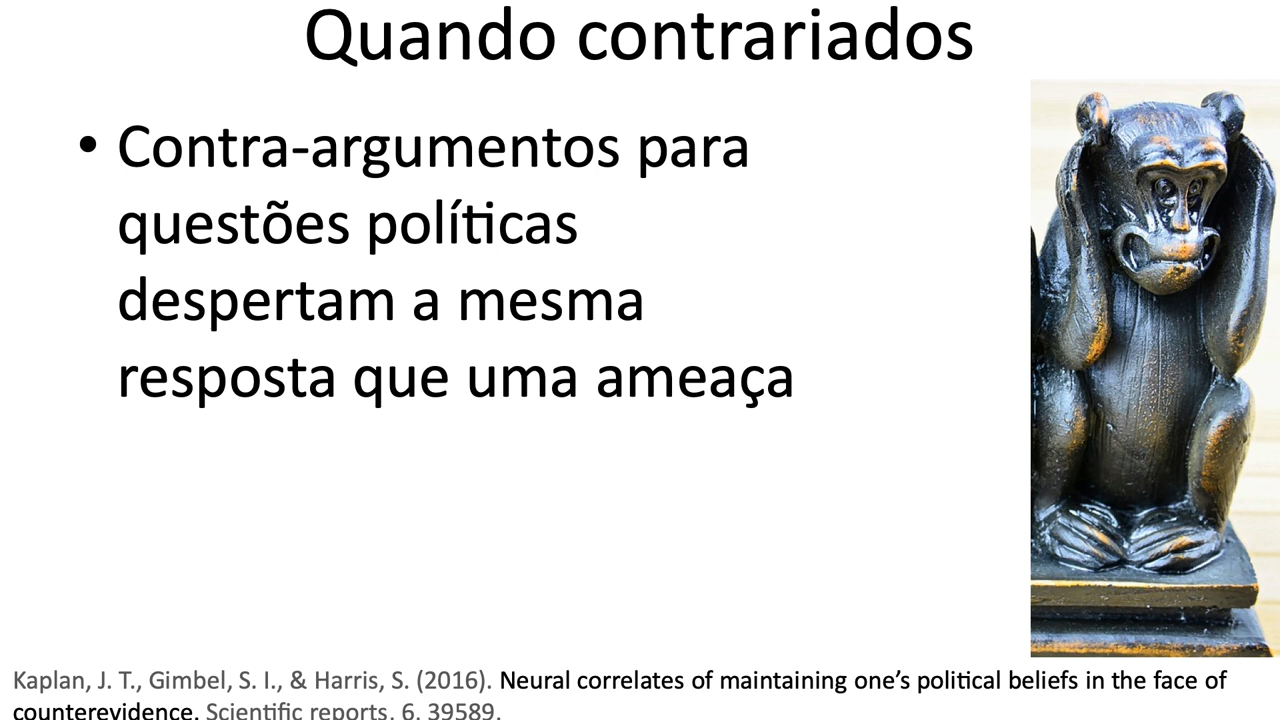 Quando contrariados
• Contra-argumentos para
questões políticas
despertam a mesma
resposta que uma ameaça
Kaplan, J. T., Gimbel, S. I., & Harris, S. (2016). Neural correlates of maintaining one’s political beliefs in the face of
counterevidence. Scientific reports, 6, 39589.